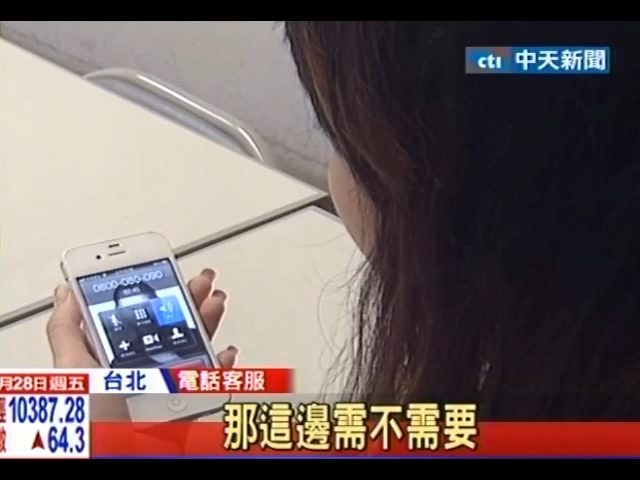 cti 中天新聞
0800-080-090
月28日週五
台北
電話客服
10387.28
▲64.3
那這邊需不需要